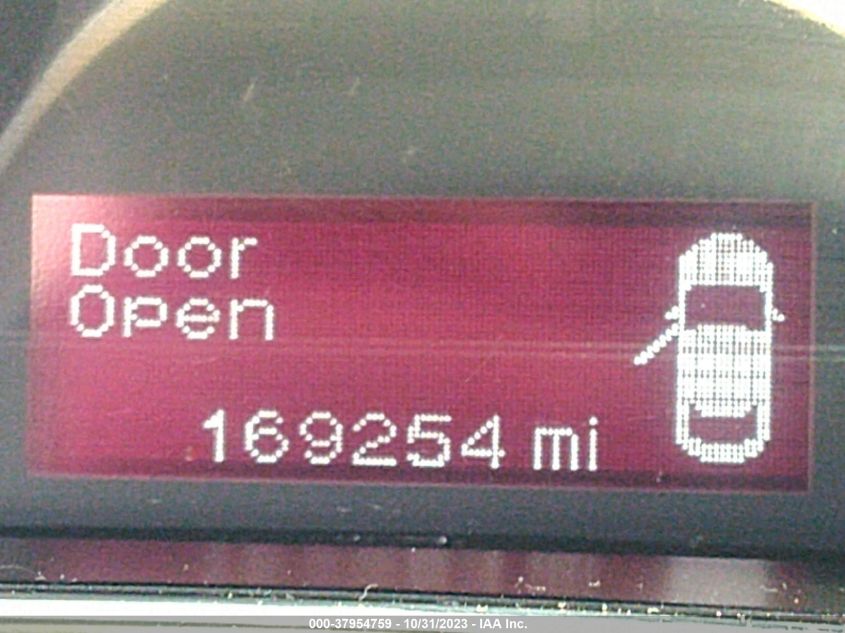 Door
Open
169254 mi
000-37954759 - 10/31/2023 - IAA Inc.